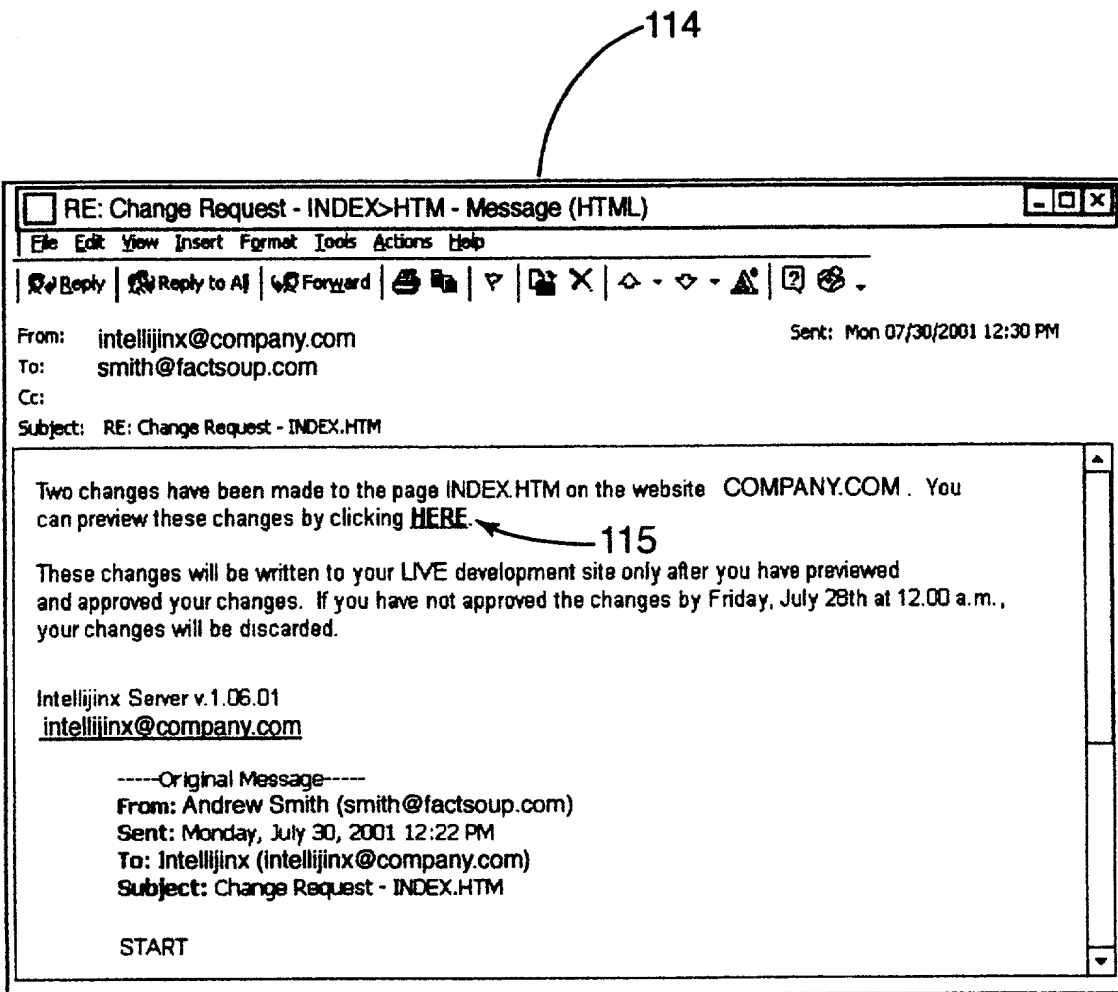 114
RE: Change Request - INDEX>HTM - Message (HTML)
File Edit View Insert Format Tools Actions Help
Reply Reply to All Forward
From: intellijinx@company.com Sent: Mon 07/30/2001 12:30 PM
To: smith@factsoup.com
Cc:
Subject: RE: Change Request - INDEX.HTM
Two changes have been made to the page INDEX.HTM on the website COMPANY.COM. You
can preview these changes by clicking HERE.
115
These changes will be written to your LIVE development site only after you have previewed
and approved your changes. If you have not approved the changes by Friday, July 28th at 12.00 a.m.,
your changes will be discarded.
Intellijinx Server v.1.06.01
intellijinx@company.com
-----Original Message-----
From: Andrew Smith (smith@factsoup.com)
Sent: Monday, July 30, 2001 12:22 PM
To: Intellijinx (intellijinx@company.com)
Subject: Change Request - INDEX.HTM
START